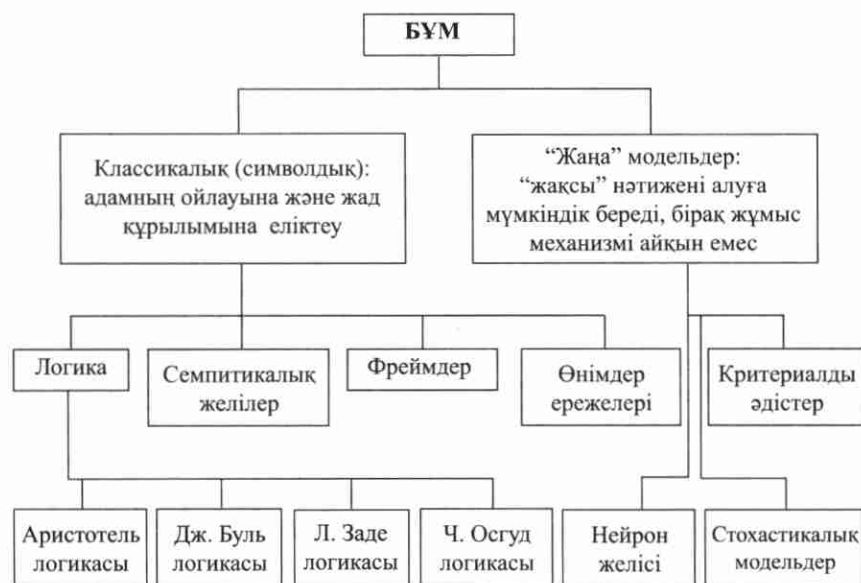 БҰМ
Классикалық (символдық):
адамның ойлауына және жад
құрылымына еліктеу
“Жаңа” модельдер:
“жақсы” нәтижені алуға
мүмкіндік береді, бірақ жұмыс
механизмі айқын емес
Логика
Семпитикалық
желілер
Фреймдер
Өнімдер
ережелері
Критериалды
әдістер
Аристотель
логикасы
Дж. Буль
логикасы
Л. Заде
логикасы
Ч. Осгуд
логикасы
Нейрон
желісі
Стохастикалық
модельдер